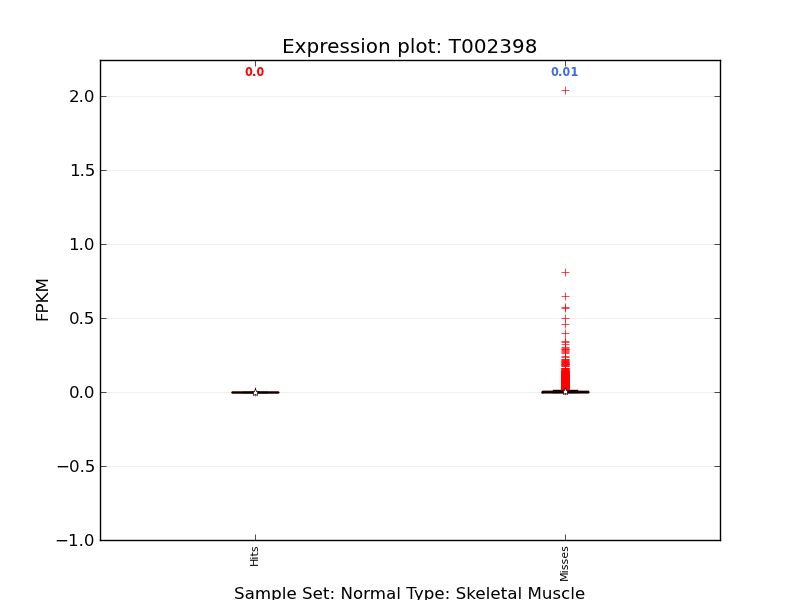 Expression plot: T002398
0.0
0.01
2.0
1.5
1.0
0.5
0.0
−0.5
−1.0
FPKM
Hits
Misses
Sample Set: Normal Type: Skeletal Muscle